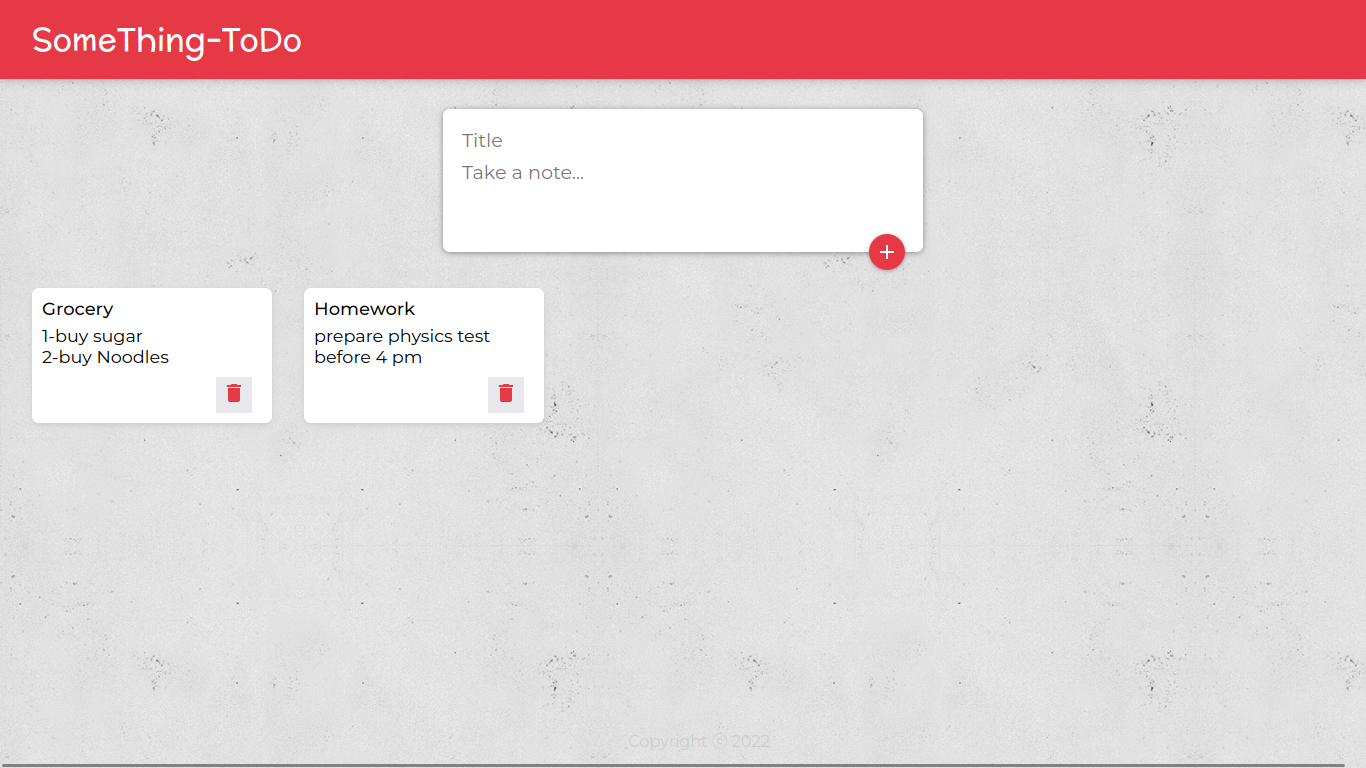 SomeThing-ToDo
Title
Take a note...
Grocery
1-buy sugar
2-buy Noodles
Homework
prepare physics test
before 4 pm
Copyright ⓒ 2022